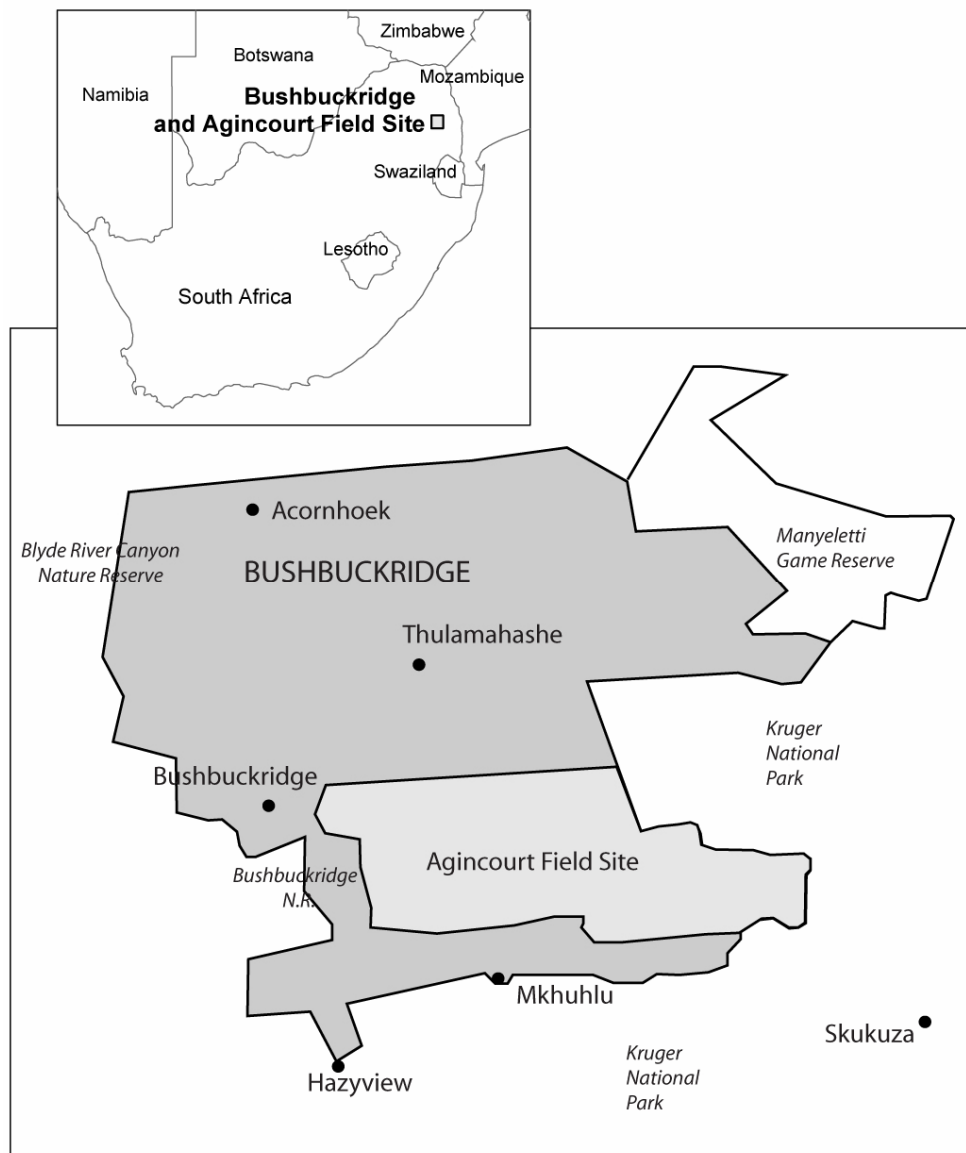 Zimbabwe
Botswana
Mozambique
Namibia
Bushbuckridge
and Agincourt Field Site
Swaziland
Lesotho
South Africa
Acornhoek
Blyde River Canyon
Nature Reserve
BUSHBUCKRIDGE
Manyeletti
Game Reserve
Thulamahashe
Kruger
National
Park
Bushbuckridge
Agincourt Field Site
Bushbuckridge
N.R.
Mkhuhlu
Skukuza
Kruger
National
Park
Hazyview